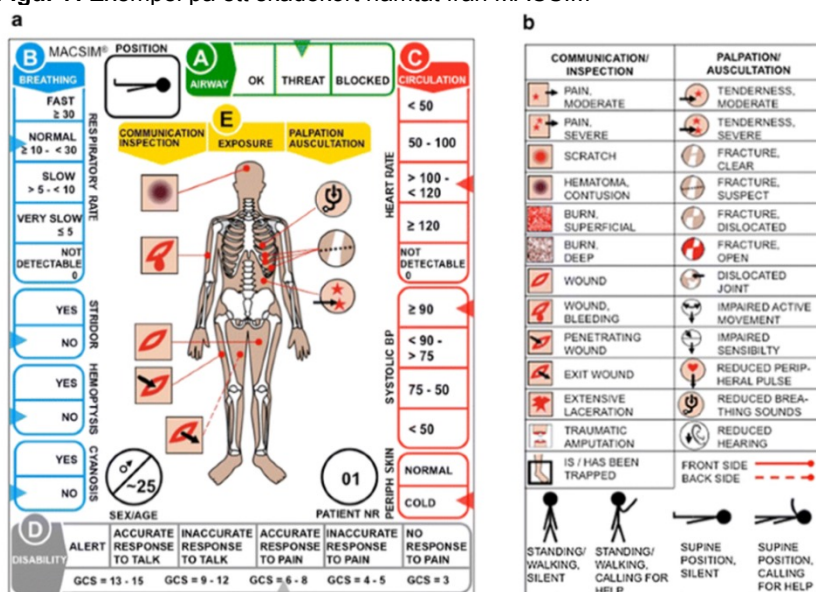 a
b
B
BREATHING
MACSIM®
POSITION
A
AIRWAY
OK
THREAT
BLOCKED
C
CIRCULATION
FAST
≥ 30
NORMAL
≥ 10 - < 30
SLOW
> 5 - < 10
VERY SLOW
≤ 5
NOT
DETECTABLE
0
RESPIRATORY RATE
YES
NO
STRIDOR
YES
NO
HEMOPTYSIS
YES
NO
CYANOSIS
E
COMMUNICATION
INSPECTION
EXPOSURE
PALPATION
AUSCULTATION
HEART RATE
< 50
50 - 100
> 100 -
< 120
≥ 120
NOT
DETECTABLE
0
SYSTOLIC BP
≥ 90
< 90 -
> 75
75 - 50
< 50
PERIPH SKIN
NORMAL
COLD
♂
~25
SEX/AGE
01
PATIENT NR
D
DISABILITY
ALERT
ACCURATE
RESPONSE
TO TALK
INACCURATE
RESPONSE
TO TALK
ACCURATE
RESPONSE
TO PAIN
INACCURATE
RESPONSE
TO PAIN
NO
RESPONSE
TO PAIN
GCS = 13 - 15
GCS = 9 - 12
GCS = 6 - 8
GCS = 4 - 5
GCS = 3
COMMUNICATION/
INSPECTION
PALPATION/
AUSCULTATION
PAIN,
MODERATE
TENDERNESS,
MODERATE
PAIN,
SEVERE
TENDERNESS,
SEVERE
SCRATCH
FRACTURE,
CLEAR
HEMATOMA,
CONTUSION
FRACTURE,
SUSPECT
BURN,
SUPERFICIAL
FRACTURE,
DISLOCATED
BURN,
DEEP
FRACTURE,
OPEN
WOUND
DISLOCATED
JOINT
WOUND,
BLEEDING
IMPAIRED ACTIVE
MOVEMENT
PENETRATING
WOUND
IMPAIRED
SENSIBILTY
EXIT WOUND
REDUCED PERIP-
HERAL PULSE
EXTENSIVE
LACERATION
REDUCED BREA-
THING SOUNDS
TRAUMATIC
AMPUTATION
REDUCED
HEARING
IS / HAS BEEN
TRAPPED
FRONT SIDE
BACK SIDE
STANDING/
WALKING,
SILENT
STANDING/
WALKING,
CALLING FOR
HELP
SUPINE
POSITION,
SILENT
SUPINE
POSITION,
CALLING
FOR HELP